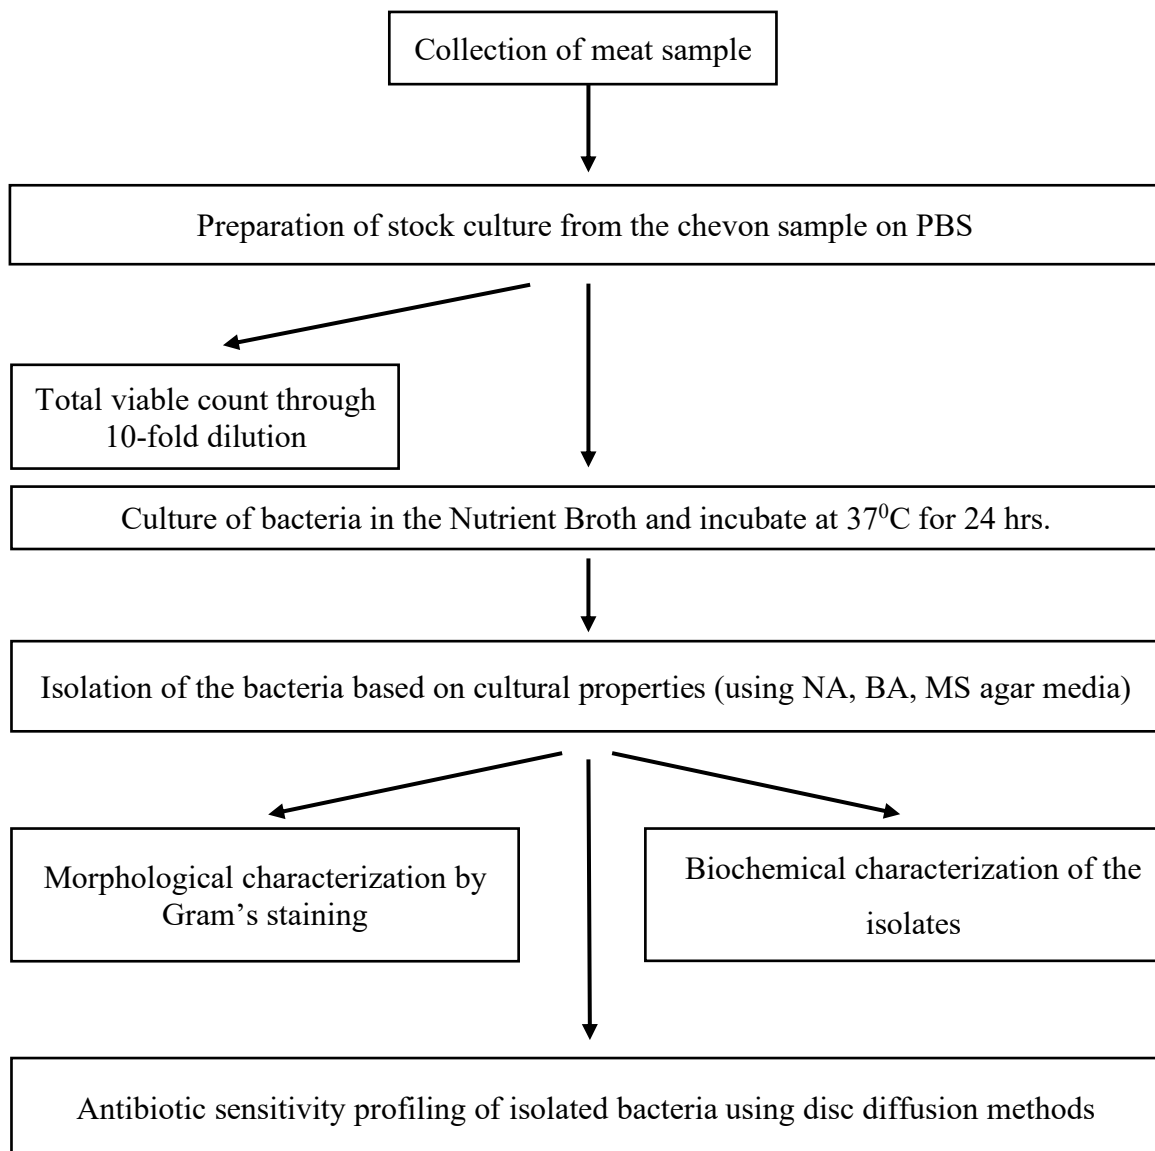 Collection of meat sample
Preparation of stock culture from the chevon sample on PBS
Total viable count through
10-fold dilution
Culture of bacteria in the Nutrient Broth and incubate at 37⁰C for 24 hrs.
Isolation of the bacteria based on cultural properties (using NA, BA, MS agar media)
Morphological characterization by
Gram’s staining
Biochemical characterization of the
isolates
Antibiotic sensitivity profiling of isolated bacteria using disc diffusion methods